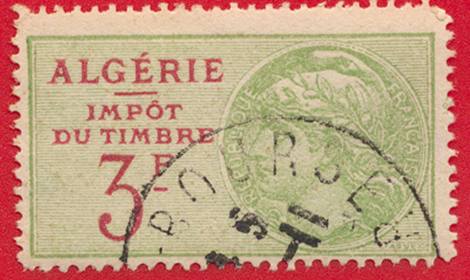 ALGÉRIE
IMPÔT
DU TIMBRE
3F
RÉPUBLIQUE FRANÇAISE